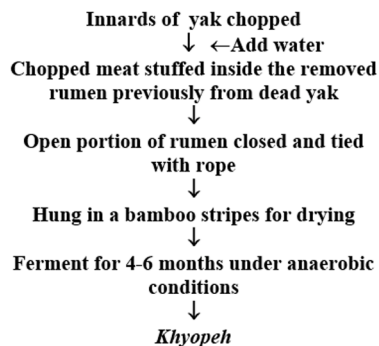 Innards of yak chopped
↓ ←Add water
Chopped meat stuffed inside the removed
rumen previously from dead yak
↓
Open portion of rumen closed and tied
with rope
↓
Hung in a bamboo stripes for drying
↓
Ferment for 4-6 months under anaerobic
conditions
↓
Khyopeh